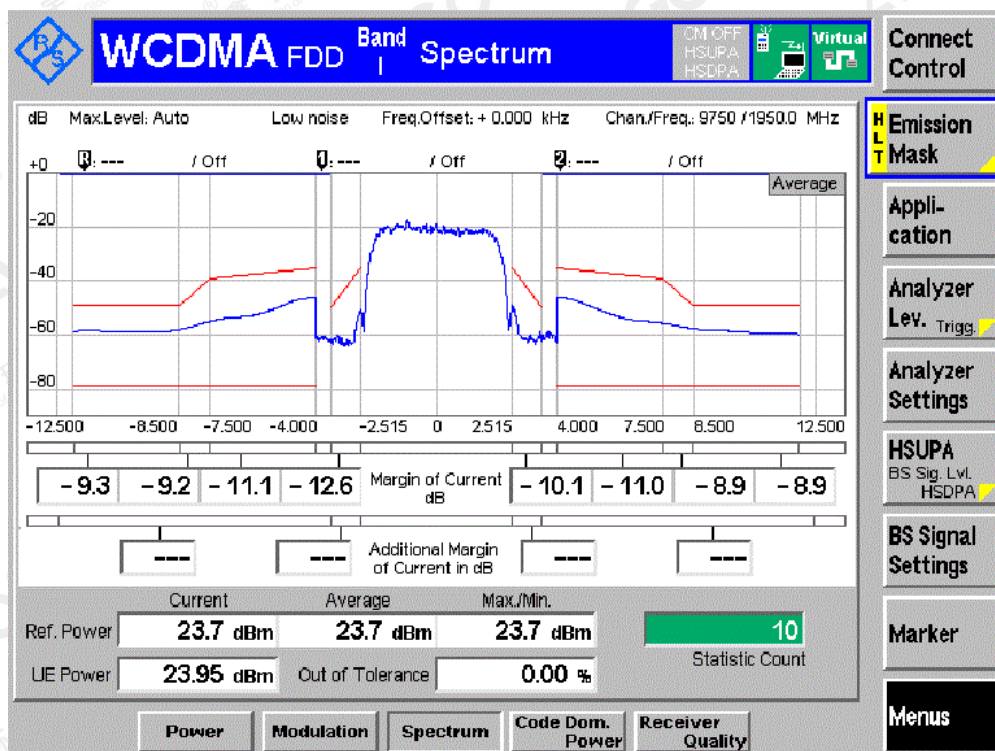 R S WCDMA FDD Band I Spectrum
CM OFF
HSUPA
HSDPA
Virtual
Connect Control
dB Max.Level: Auto Low noise Freq.Offset: + 0.000 kHz Chan./Freq.: 9750 / 1950.0 MHz
H L T
Emission Mask
R: --- / Off 1: --- / Off 2: --- / Off
Average
+0
-20
-40
-60
-80
-12.500 -8.500 -7.500 -4.000 -2.515 0 2.515 4.000 7.500 8.500 12.500
Appli-
cation
Analyzer
Lev. Trigg.
Analyzer
Settings
-9.3 -9.2 -11.1 -12.6 Margin of Current dB -10.1 -11.0 -8.9 -8.9
HSUPA
BS Sig. Lvl.
HSDPA
--- --- Additional Margin of Current in dB --- ---
BS Signal
Settings
Current Average Max./Min.
Ref. Power 23.7 dBm 23.7 dBm 23.7 dBm 10
Statistic Count
UE Power 23.95 dBm Out of Tolerance 0.00 %
Marker
Menus
Power Modulation Spectrum Code Dom. Power Receiver Quality